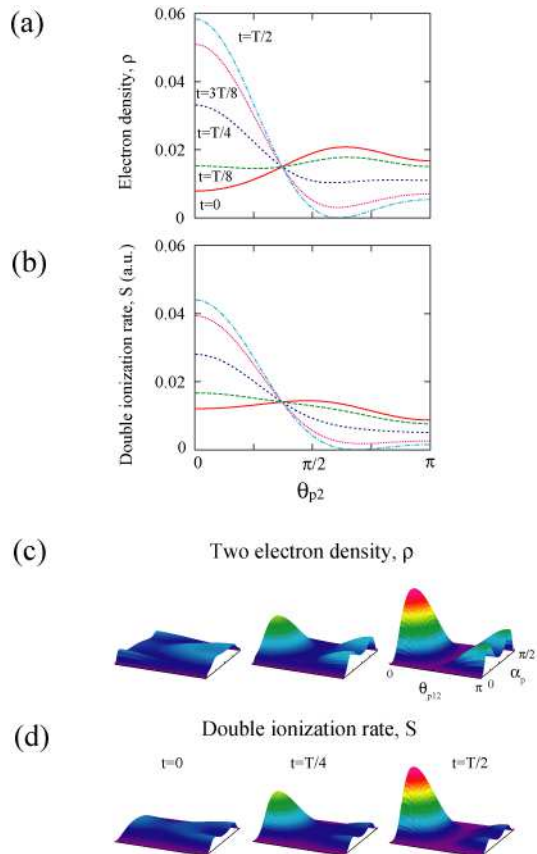 (a)
0.06
0.04
0.02
0
Electron density, ρ
t=T/2
t=3T/8
t=T/4
t=T/8
t=0
(b)
0.06
0.04
0.02
0
Double ionization rate, S (a.u.)
0
π/2
π
θp2
(c)
Two electron density, ρ
0
θp12
π
0
αp
π/2
(d)
Double ionization rate, S
t=0
t=T/4
t=T/2